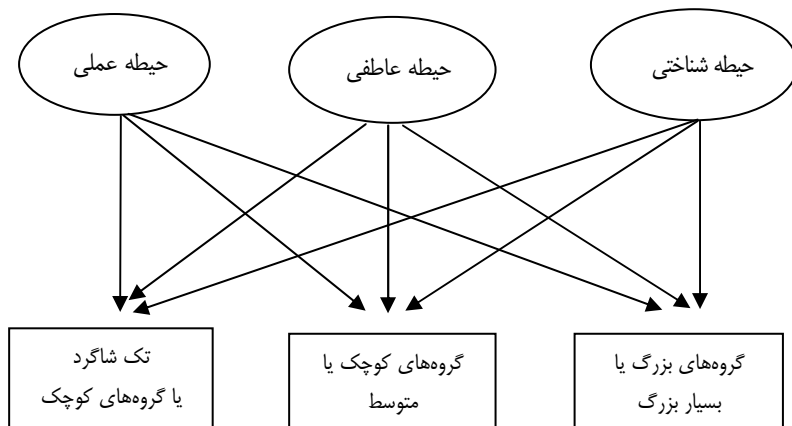 حیطه شناختی
حیطه عاطفی
حیطه عملی
گروه‌های بزرگ یا
بسیار بزرگ
گروه‌های کوچک یا
متوسط
تک شاگرد
یا گروه‌های کوچک